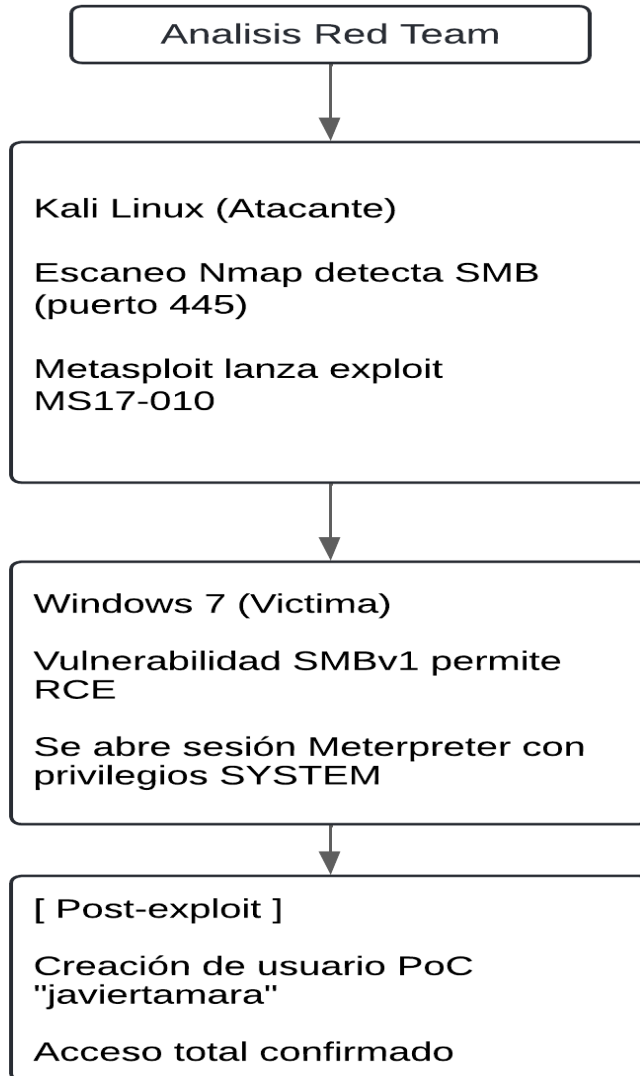 Analisis Red Team
Kali Linux (Atacante)
Escaneo Nmap detecta SMB
(puerto 445)
Metasploit lanza exploit
MS17-010
Windows 7 (Victima)
Vulnerabilidad SMBv1 permite
RCE
Se abre sesión Meterpreter con
privilegios SYSTEM
[ Post-exploit ]
Creación de usuario PoC
"javiertamara"
Acceso total confirmado